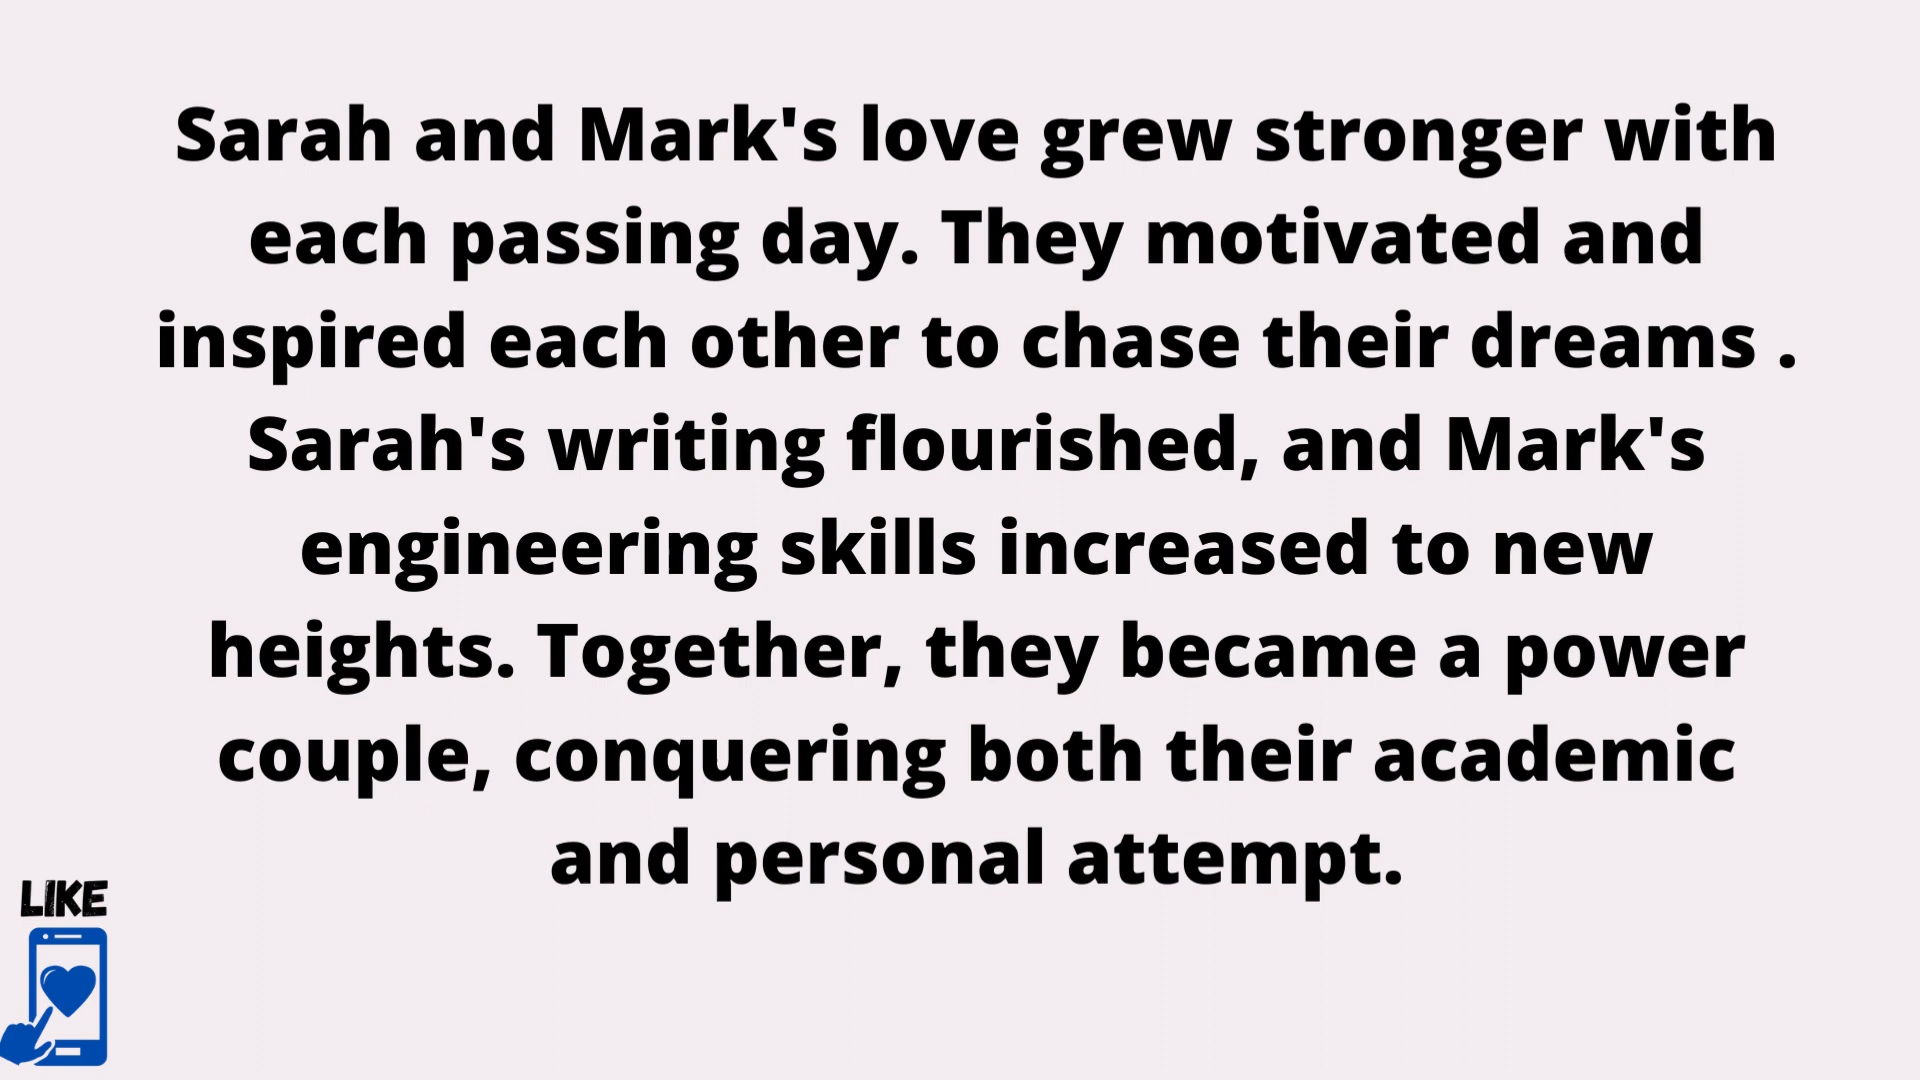 Sarah and Mark's love grew stronger with
each passing day. They motivated and
inspired each other to chase their dreams .
Sarah's writing flourished, and Mark's
engineering skills increased to new
heights. Together, they became a power
couple, conquering both their academic
and personal attempt.
LIKE